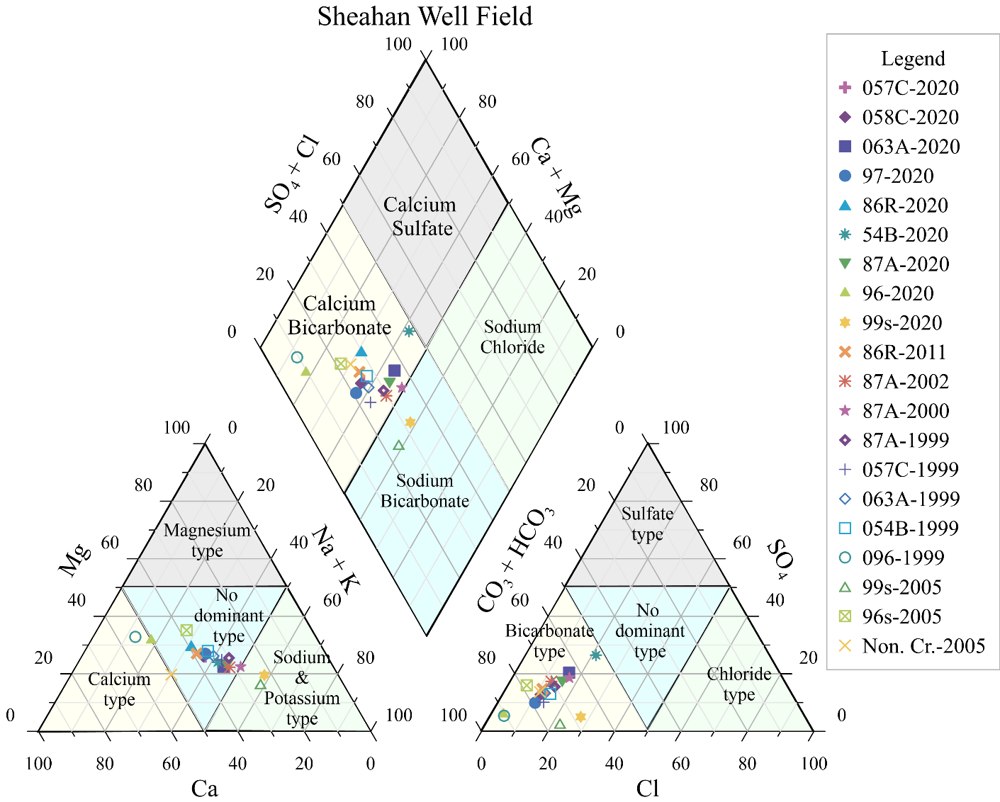 Sheahan Well Field
100 100
80 80
60 60
40 40
20 20
0 0
SO₄ + Cl
Ca + Mg
Calcium
Sulfate
Calcium
Bicarbonate
Sodium
Chloride
Sodium
Bicarbonate
100 0
80 20
60 40
40 60
20 80
0 100
Mg
Na + K
Magnesium
type
No
dominant
type
Calcium
type
Sodium
&
Potassium
type
100 80 60 40 20 0
Ca
0 100
20 80
40 60
60 40
80 20
100 0
CO₃ + HCO₃
SO₄
Sulfate
type
Bicarbonate
type
No
dominant
type
Chloride
type
0 20 40 60 80 100
Cl
Legend
057C-2020
058C-2020
063A-2020
97-2020
86R-2020
54B-2020
87A-2020
96-2020
99s-2020
86R-2011
87A-2002
87A-2000
87A-1999
057C-1999
063A-1999
054B-1999
096-1999
99s-2005
96s-2005
Non. Cr.-2005